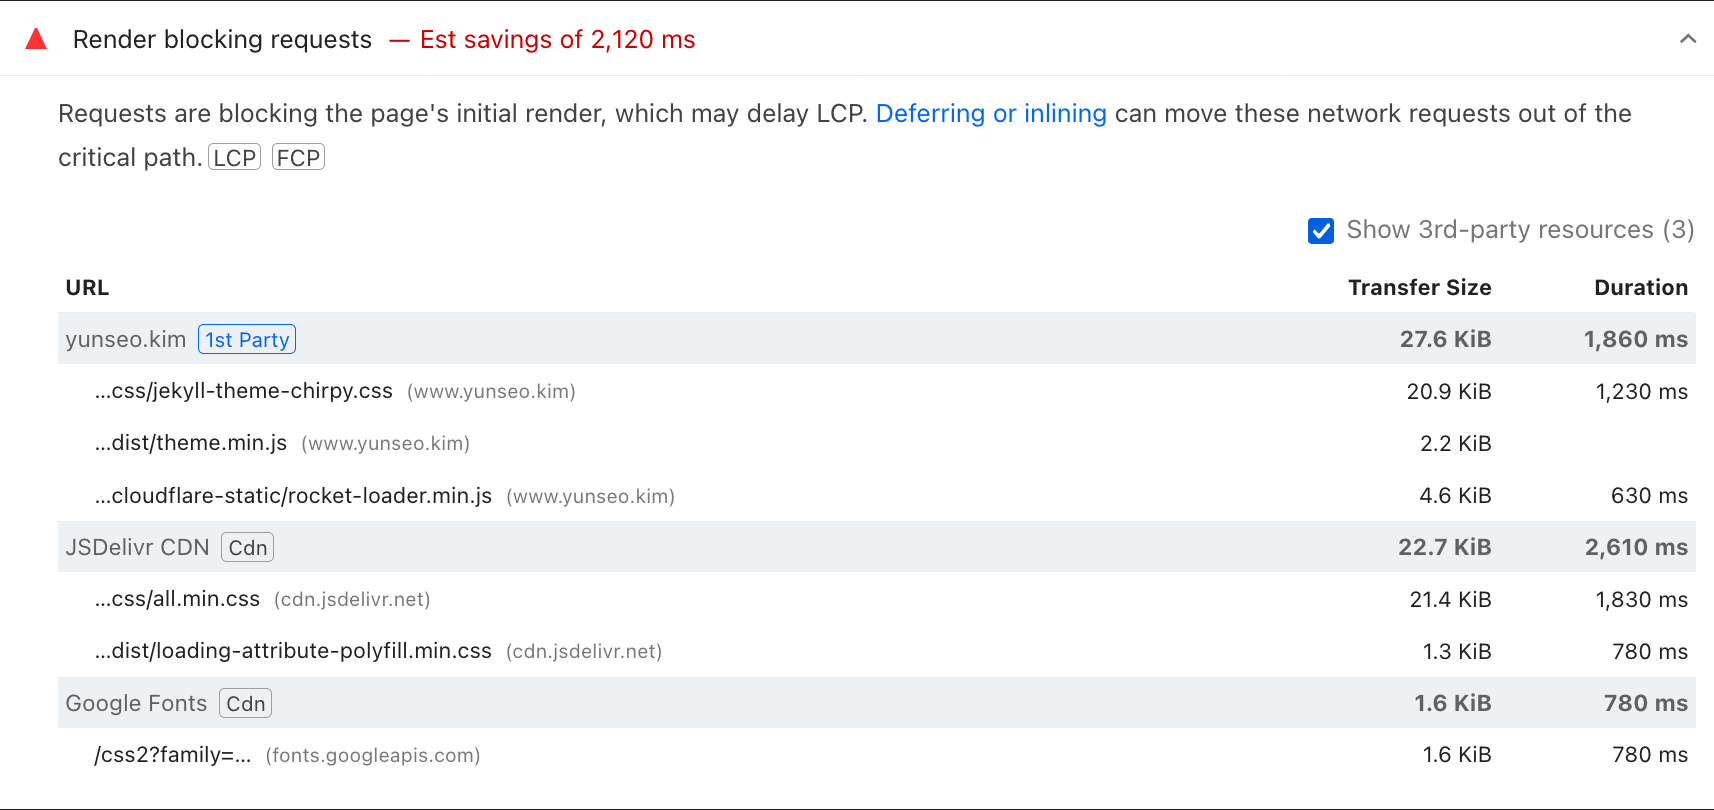 Render blocking requests — Est savings of 2,120 ms
Requests are blocking the page's initial render, which may delay LCP. Deferring or inlining can move these network requests out of the
critical path. LCP FCP
Show 3rd-party resources (3)
URL Transfer Size Duration
yunseo.kim 1st Party 27.6 KiB 1,860 ms
...css/jekyll-theme-chirpy.css (www.yunseo.kim) 20.9 KiB 1,230 ms
...dist/theme.min.js (www.yunseo.kim) 2.2 KiB
...cloudflare-static/rocket-loader.min.js (www.yunseo.kim) 4.6 KiB 630 ms
JSDelivr CDN Cdn 22.7 KiB 2,610 ms
...css/all.min.css (cdn.jsdelivr.net) 21.4 KiB 1,830 ms
...dist/loading-attribute-polyfill.min.css (cdn.jsdelivr.net) 1.3 KiB 780 ms
Google Fonts Cdn 1.6 KiB 780 ms
/css2?family=... (fonts.googleapis.com) 1.6 KiB 780 ms